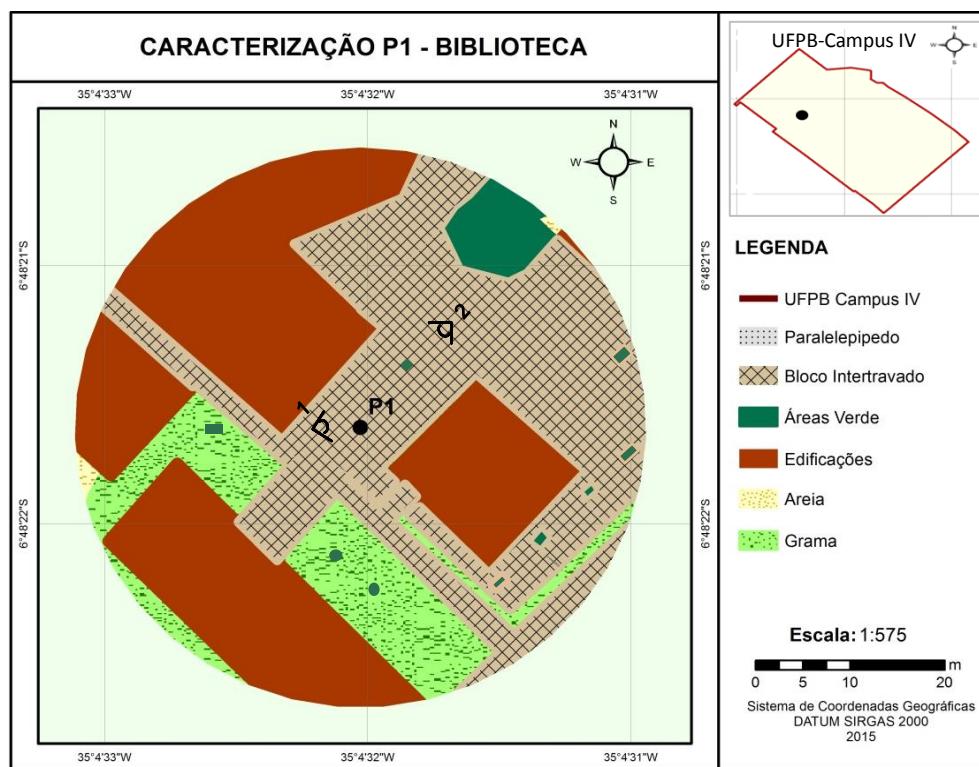 CARACTERIZAÇÃO P1 - BIBLIOTECA
35°4'33"W 35°4'32"W 35°4'31"W
N
W E
S
6°48'21"S 6°48'21"S
2
1
P1
6°48'22"S 6°48'22"S
35°4'33"W 35°4'32"W 35°4'31"W
UFPB-Campus IV
N
W E
S
LEGENDA
UFPB Campus IV
Paralelepipedo
Bloco Intertravado
Áreas Verde
Edificações
Areia
Grama
Escala: 1:575
m
0 5 10 20
Sistema de Coordenadas Geográficas
DATUM SIRGAS 2000
2015